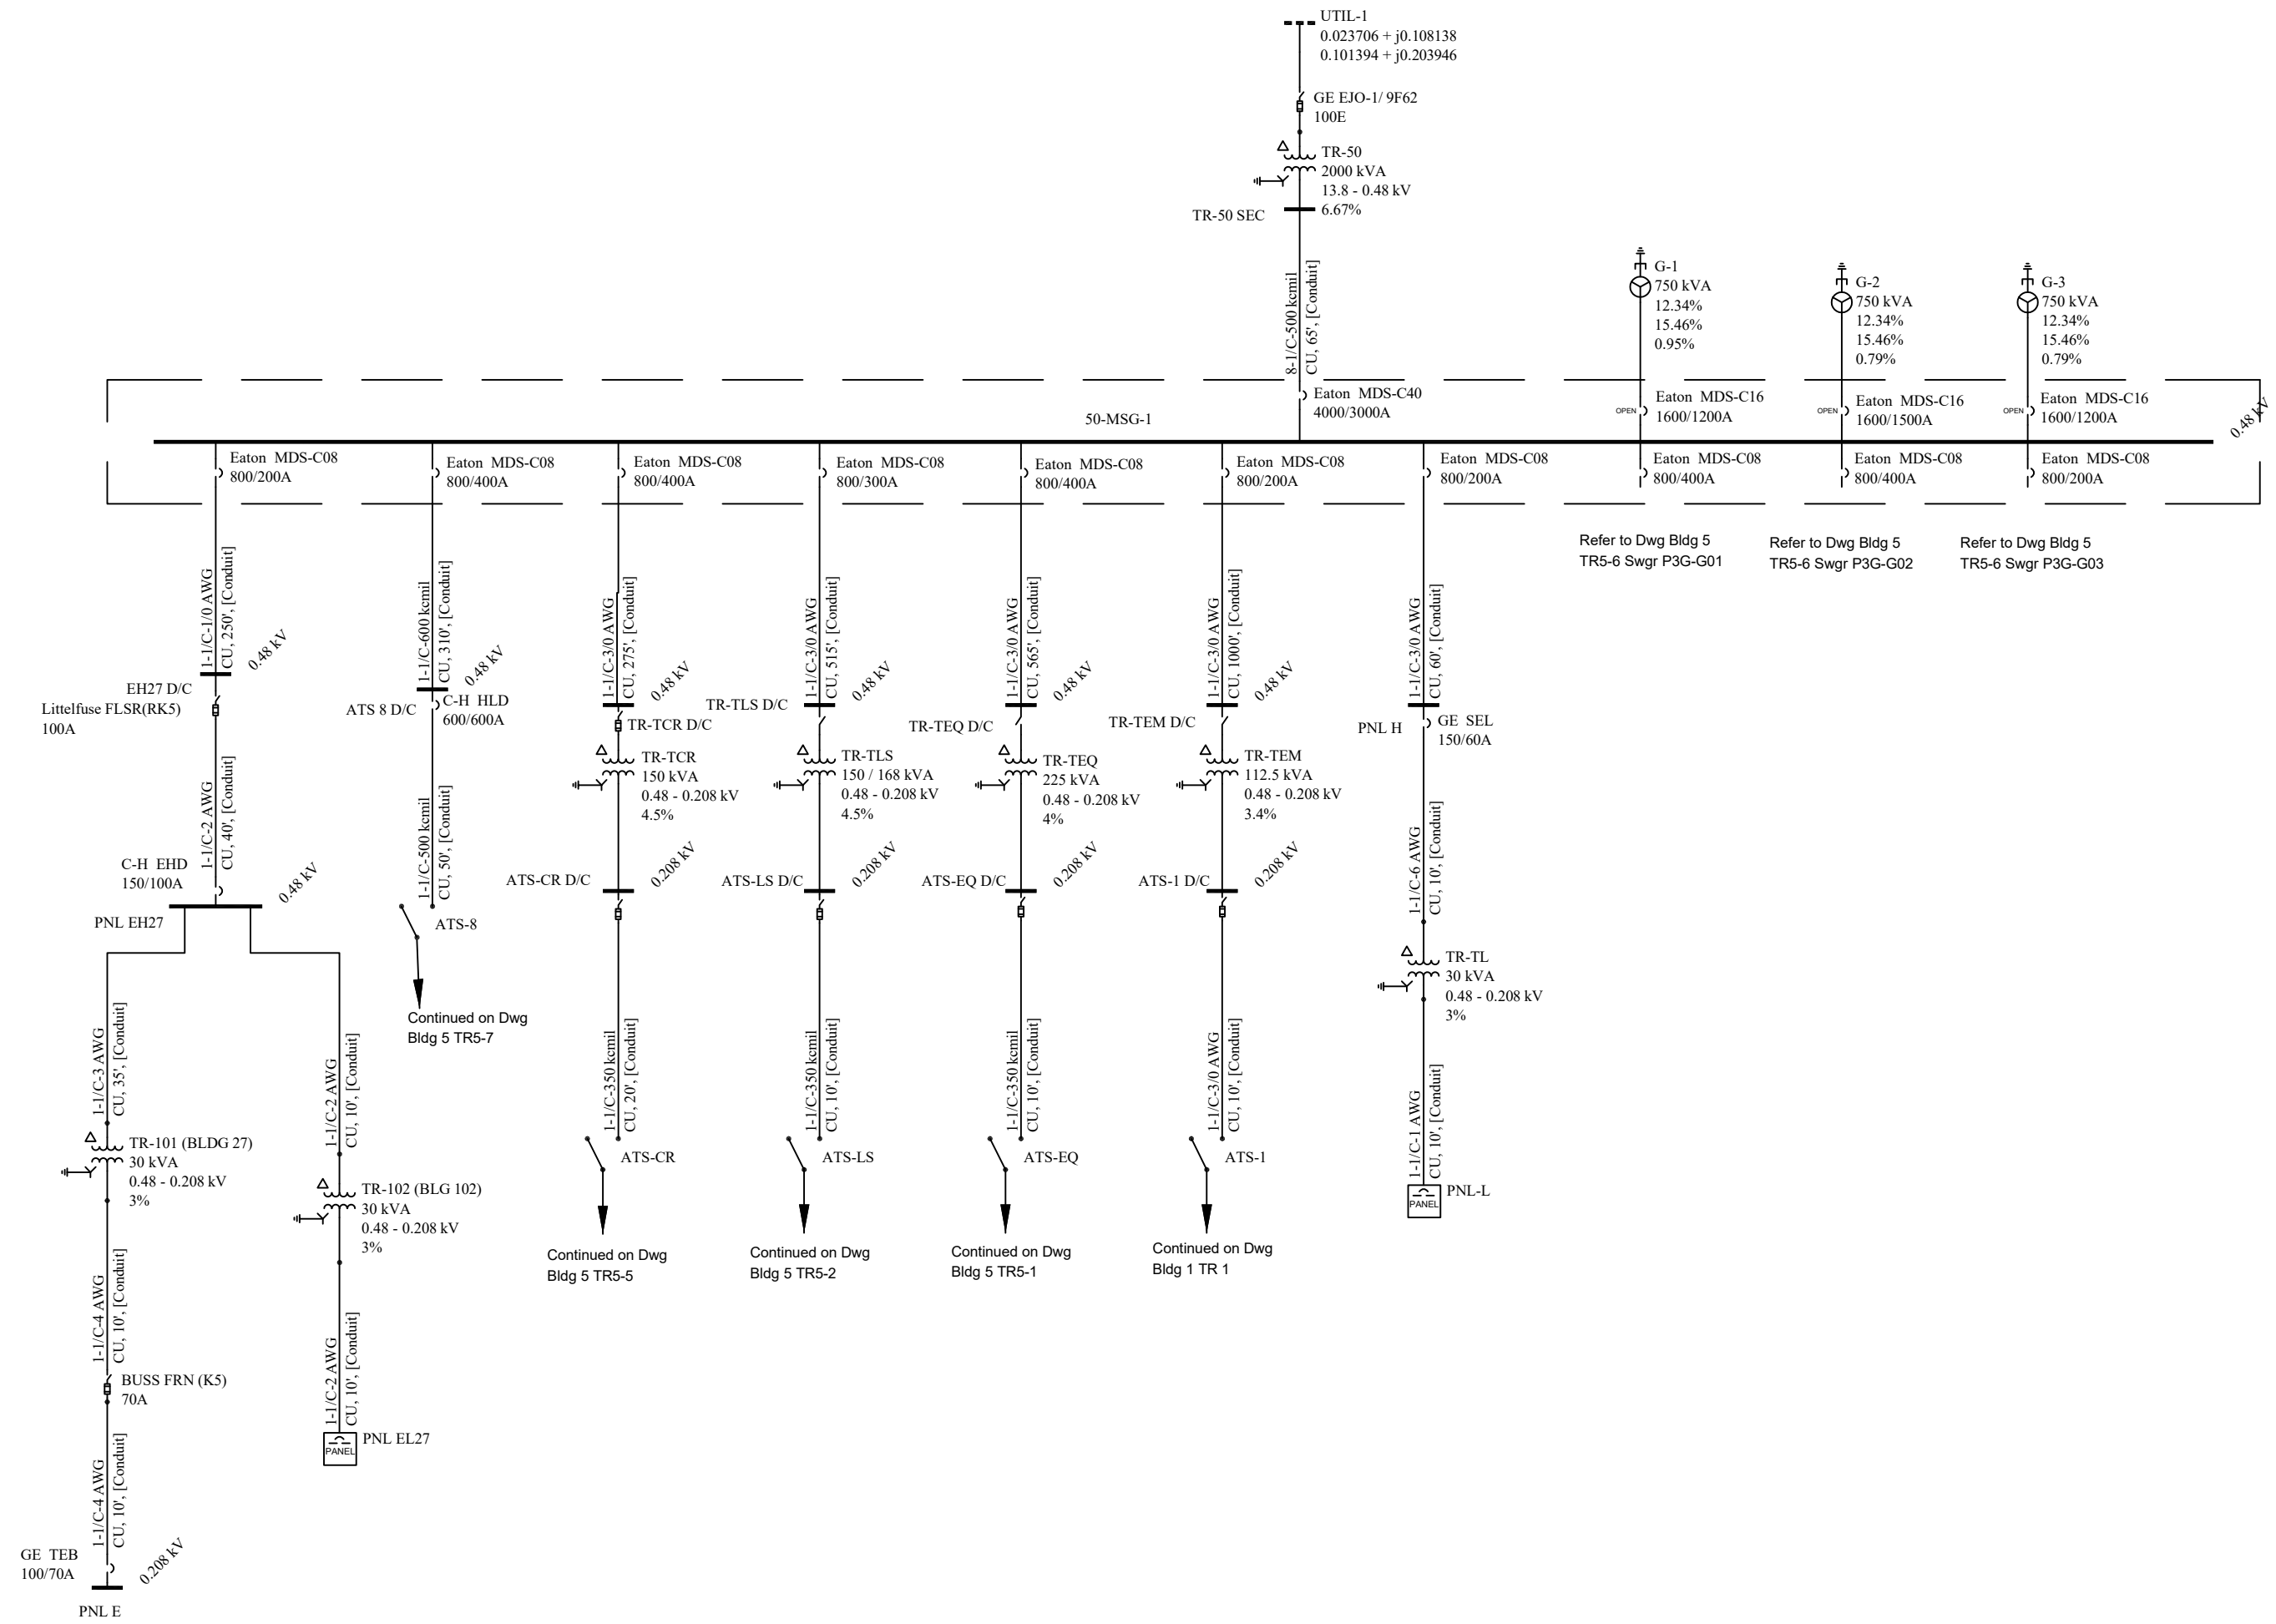 UTIL-1
0.023706 + j0.108138
0.101394 + j0.203946
GE EJO-1/ 9F62
100E
TR-50
2000 kVA
13.8 - 0.48 kV
6.67%
TR-50 SEC
8-1/C-500 kcmil
CU, 65', [Conduit]
G-1
750 kVA
12.34%
15.46%
0.95%
G-2
750 kVA
12.34%
15.46%
0.79%
G-3
750 kVA
12.34%
15.46%
0.79%
Eaton MDS-C40
4000/3000A
OPEN
Eaton MDS-C16
1600/1200A
OPEN
Eaton MDS-C16
1600/1500A
OPEN
Eaton MDS-C16
1600/1200A
0.48 kV
50-MSG-1
Eaton MDS-C08
800/200A
Eaton MDS-C08
800/400A
Eaton MDS-C08
800/400A
Eaton MDS-C08
800/300A
Eaton MDS-C08
800/400A
Eaton MDS-C08
800/200A
Eaton MDS-C08
800/200A
Eaton MDS-C08
800/400A
Eaton MDS-C08
800/400A
Eaton MDS-C08
800/200A
Refer to Dwg Bldg 5
TR5-6 Swgr P3G-G01
Refer to Dwg Bldg 5
TR5-6 Swgr P3G-G02
Refer to Dwg Bldg 5
TR5-6 Swgr P3G-G03
1-1/C-1/0 AWG
CU, 250', [Conduit]
0.48 kV
EH27 D/C
Littelfuse FLSR(RK5)
100A
1-1/C-2 AWG
CU, 40', [Conduit]
C-H EHD
150/100A
0.48 kV
PNL EH27
1-1/C-3 AWG
CU, 35', [Conduit]
TR-101 (BLDG 27)
30 kVA
0.48 - 0.208 kV
3%
1-1/C-4 AWG
CU, 10', [Conduit]
BUSS FRN (K5)
70A
1-1/C-4 AWG
CU, 10', [Conduit]
GE TEB
100/70A
0.208 kV
PNL E
1-1/C-2 AWG
CU, 10', [Conduit]
TR-102 (BLG 102)
30 kVA
0.48 - 0.208 kV
3%
1-1/C-2 AWG
CU, 10', [Conduit]
PANEL
PNL EL27
1-1/C-600 kcmil
CU, 310', [Conduit]
0.48 kV
ATS 8 D/C
C-H HLD
600/600A
1-1/C-500 kcmil
CU, 50', [Conduit]
ATS-8
Continued on Dwg
Bldg 5 TR5-7
1-1/C-3/0 AWG
CU, 275', [Conduit]
0.48 kV
TR-TCR D/C
TR-TCR
150 kVA
0.48 - 0.208 kV
4.5%
ATS-CR D/C
0.208 kV
1-1/C-350 kcmil
CU, 20', [Conduit]
ATS-CR
Continued on Dwg
Bldg 5 TR5-5
1-1/C-3/0 AWG
CU, 515', [Conduit]
0.48 kV
TR-TLS D/C
TR-TLS
150 / 168 kVA
0.48 - 0.208 kV
4.5%
ATS-LS D/C
0.208 kV
1-1/C-350 kcmil
CU, 10', [Conduit]
ATS-LS
Continued on Dwg
Bldg 5 TR5-2
1-1/C-3/0 AWG
CU, 565', [Conduit]
0.48 kV
TR-TEQ D/C
TR-TEQ
225 kVA
0.48 - 0.208 kV
4%
ATS-EQ D/C
0.208 kV
1-1/C-350 kcmil
CU, 10', [Conduit]
ATS-EQ
Continued on Dwg
Bldg 5 TR5-1
1-1/C-3/0 AWG
CU, 1000', [Conduit]
0.48 kV
TR-TEM D/C
TR-TEM
112.5 kVA
0.48 - 0.208 kV
3.4%
ATS-1 D/C
0.208 kV
1-1/C-3/0 AWG
CU, 10', [Conduit]
ATS-1
Continued on Dwg
Bldg 1 TR 1
1-1/C-3/0 AWG
CU, 60', [Conduit]
PNL H
GE SEL
150/60A
1-1/C-6 AWG
CU, 10', [Conduit]
TR-TL
30 kVA
0.48 - 0.208 kV
3%
1-1/C-1 AWG
CU, 10', [Conduit]
PANEL
PNL-L